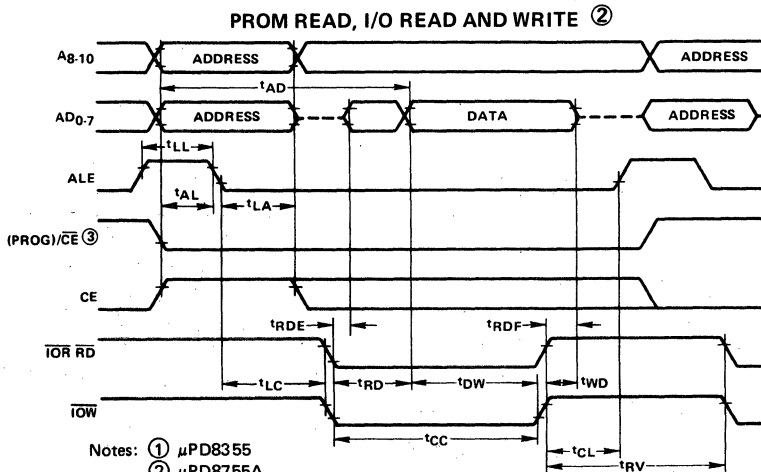 PROM READ, I/O READ AND WRITE ②
A8-10 ADDRESS ADDRESS
tAD
AD0-7 ADDRESS DATA ADDRESS
tLL
ALE
tAL tLA
(PROG)/CE ③
CE
tRDE tRDF
IOR RD
tLC tRD tDW tWD
IOW
tCC tCL
tRV
Notes: ① μPD8355
② μPD8755A